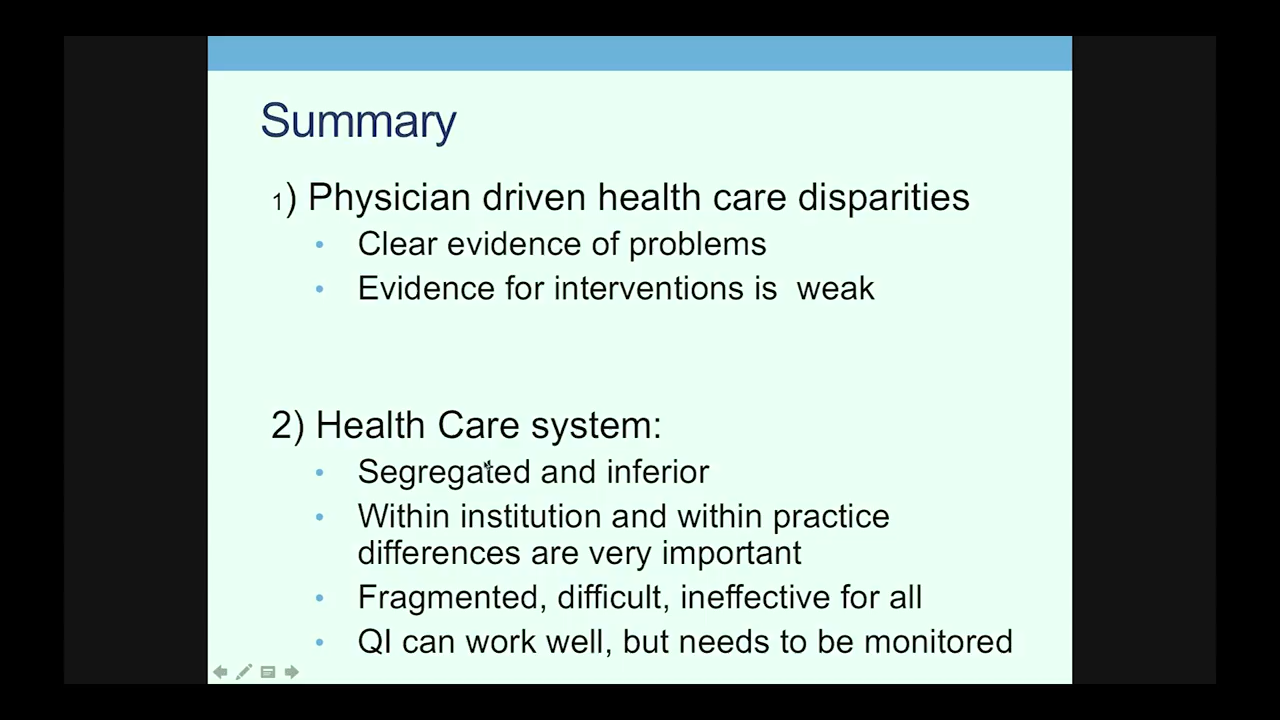 Summary
1) Physician driven health care disparities
• Clear evidence of problems
• Evidence for interventions is  weak
2) Health Care system:
• Segregated and inferior
• Within institution and within practice
differences are very important
• Fragmented, difficult, ineffective for all
• QI can work well, but needs to be monitored